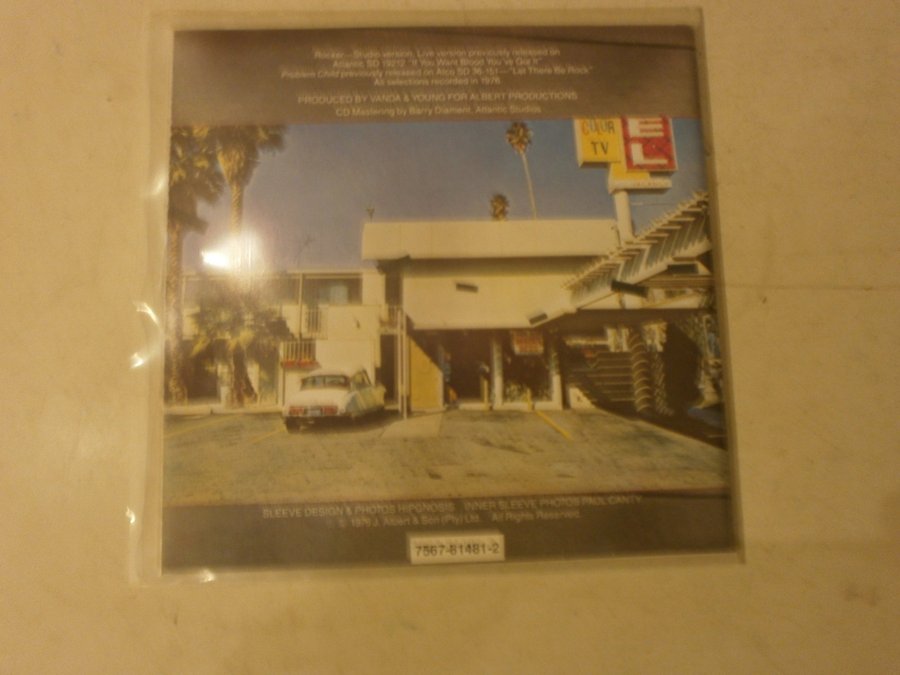 Rocker—Studio version. Live version previously released on
Atlantic SD 19212 "If You Want Blood You've Got It"
Problem Child previously released on Atco SD 36-151—"Let There Be Rock"
All selections recorded in 1976
PRODUCED BY VANDA & YOUNG FOR ALBERT PRODUCTIONS
CD Mastering by Barry Diament, Atlantic Studios
COLOR
TV
EL
SLEEVE DESIGN & PHOTOS HIPGNOSIS INNER SLEEVE PHOTOS PAUL CANTY
© 1976 J. Albert & Son (Pty) Ltd. All Rights Reserved.
7567-81481-2